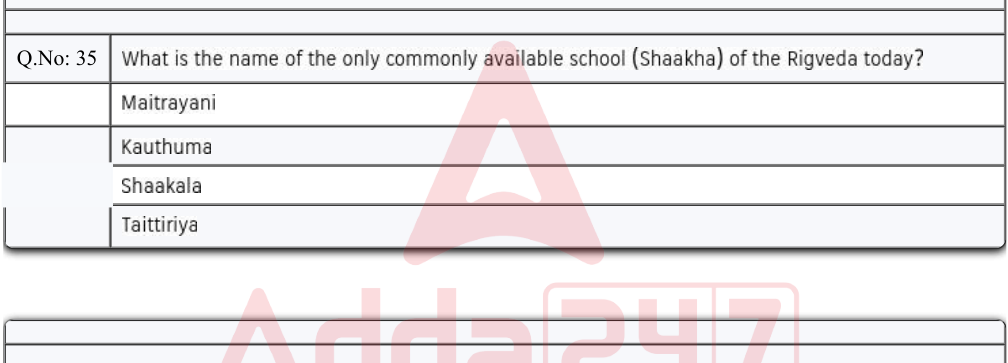 Q.No: 35 What is the name of the only commonly available school (Shaakha) of the Rigveda today?
Maitrayani
Kauthuma
Shaakala
Taittiriya
Adda247